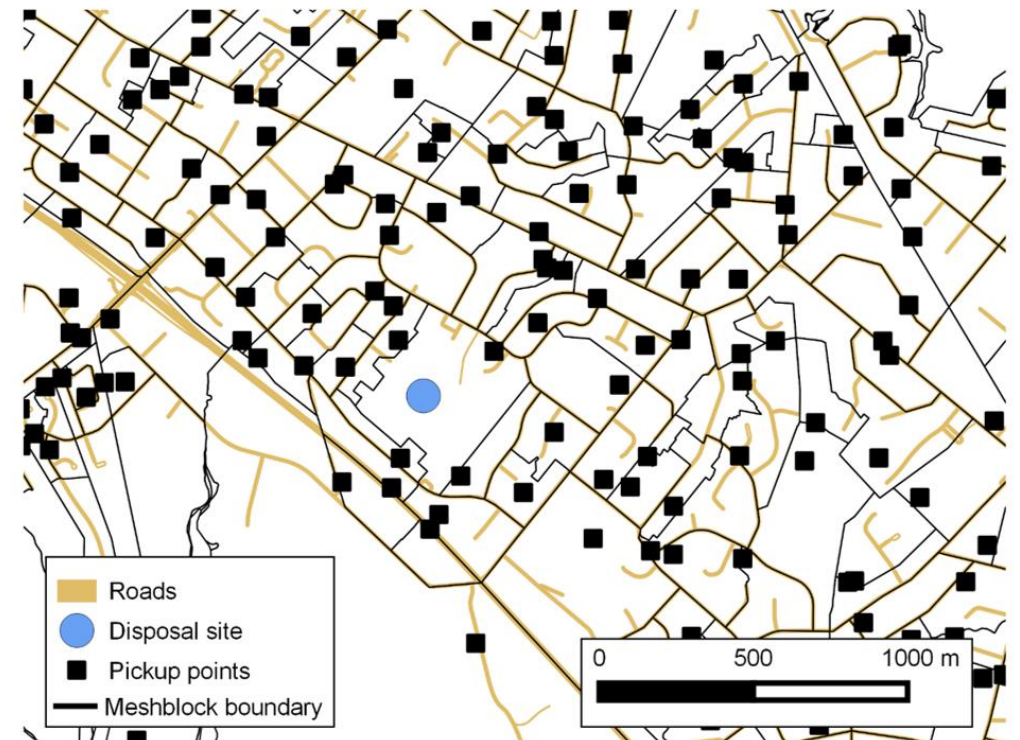 Roads
Disposal site
Pickup points
Meshblock boundary
0 500 1000 m